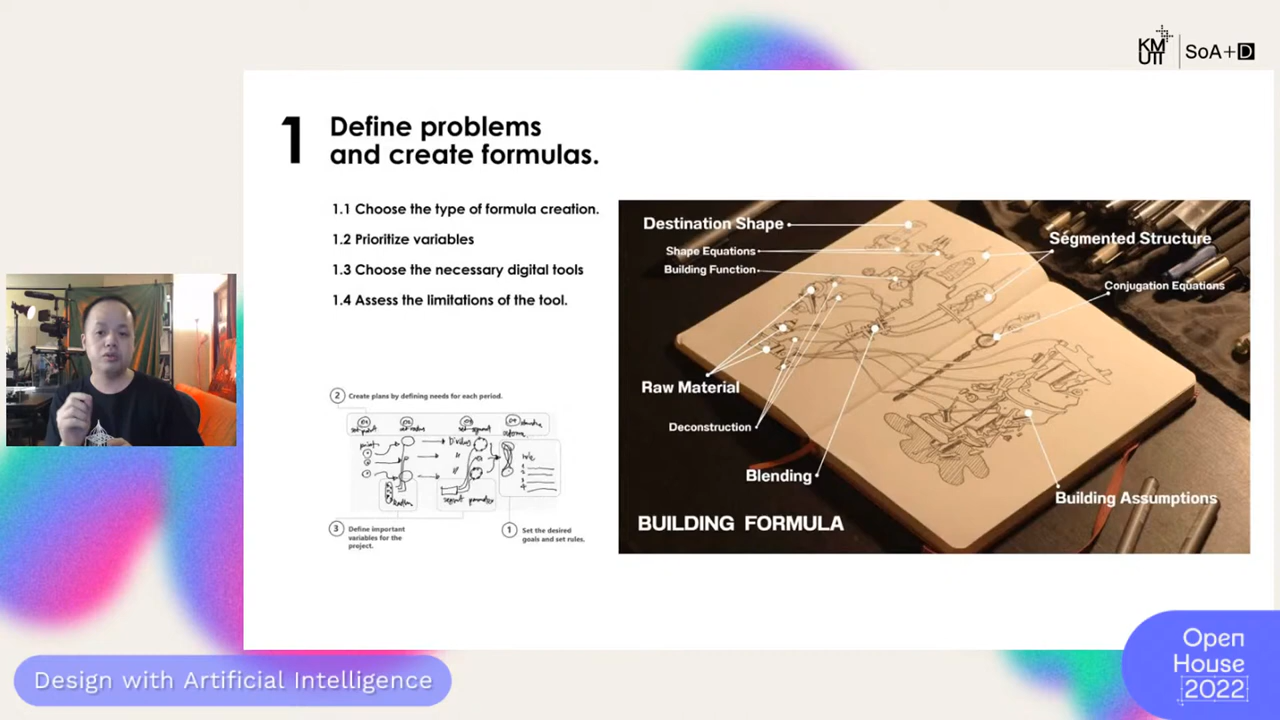 KM
UTT
SoA+D
1
Define problems
and create formulas.
1.1 Choose the type of formula creation.
1.2 Prioritize variables
1.3 Choose the necessary digital tools
1.4 Assess the limitations of the tool.
2 Create plans by defining needs for each period.
point
rule
3 Define important
variables for the
project.
1 Set the desired
goals and set rules.
Destination Shape
Shape Equations
Building Function
Segmented Structure
Conjugation Equations
Raw Material
Deconstruction
Blending
Building Assumptions
BUILDING FORMULA
Design with Artificial Intelligence
Open
House
2022